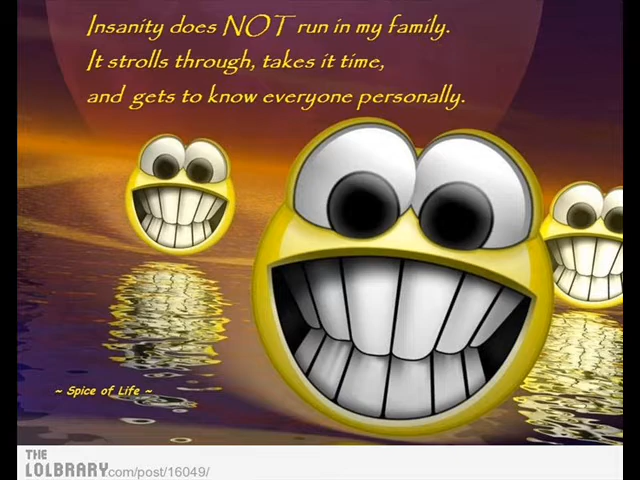 Insanity does NOT run in my family.
It strolls through, takes it time,
and gets to know everyone personally.
~ Spice of Life ~
THE
LOLBRARY.com/post/16049/